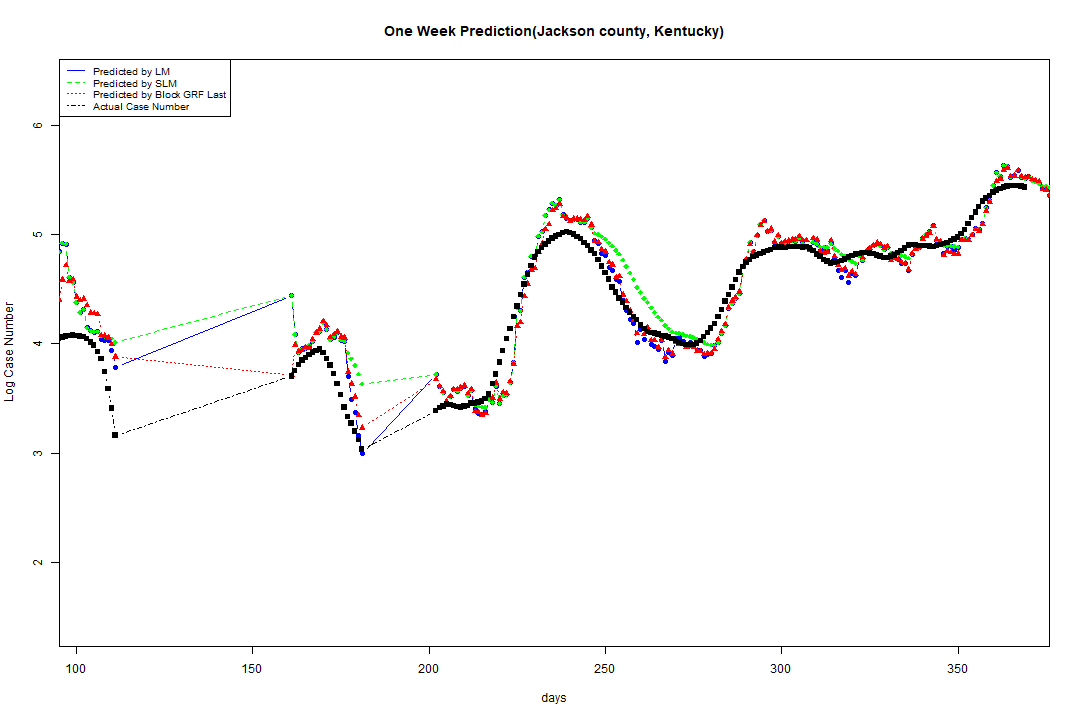 One Week Prediction(Jackson county, Kentucky)
Predicted by LM
Predicted by SLM
Predicted by Block GRF Last
Actual Case Number
6
5
4
3
2
Log Case Number
100 150 200 250 300 350
days